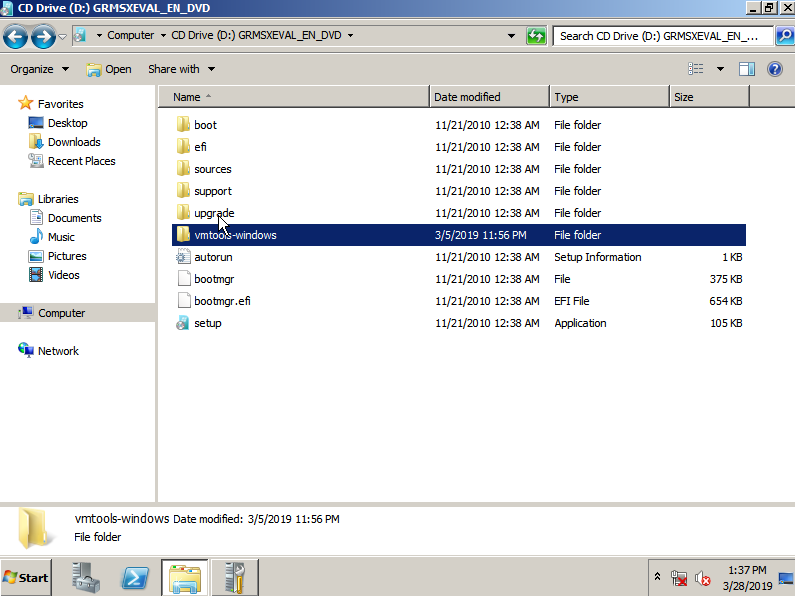 CD Drive (D:) GRMSXEVAL_EN_DVD
Computer CD Drive (D:) GRMSXEVAL_EN_DVD Search CD Drive (D:) GRMSXEVAL_EN_...
Organize Open Share with
Name Date modified Type Size
Favorites
Desktop
Downloads
Recent Places
Libraries
Documents
Music
Pictures
Videos
Computer
Network
boot 11/21/2010 12:38 AM File folder
efi 11/21/2010 12:38 AM File folder
sources 11/21/2010 12:38 AM File folder
support 11/21/2010 12:38 AM File folder
upgrade 11/21/2010 12:38 AM File folder
vmtools-windows 3/5/2019 11:56 PM File folder
autorun 11/21/2010 12:38 AM Setup Information 1 KB
bootmgr 11/21/2010 12:38 AM File 375 KB
bootmgr.efi 11/21/2010 12:38 AM EFI File 654 KB
setup 11/21/2010 12:38 AM Application 105 KB
vmtools-windows Date modified: 3/5/2019 11:56 PM
File folder
Start
1:37 PM
3/28/2019